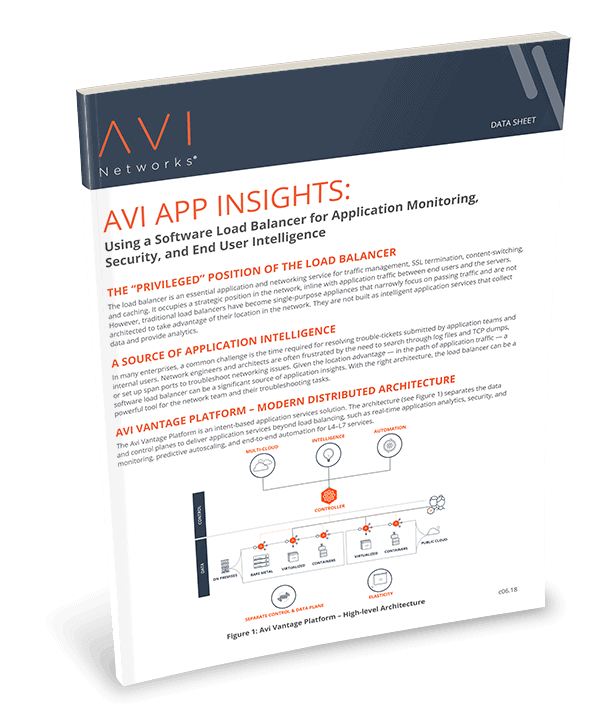 AVI
Networks®
DATA SHEET
AVI APP INSIGHTS:
Using a Software Load Balancer for Application Monitoring,
Security, and End User Intelligence
THE “PRIVILEGED” POSITION OF THE LOAD BALANCER
The load balancer is an essential application and networking service for traffic management, SSL termination, content-switching,
and caching. It occupies a strategic position in the network, inline with application traffic between end users and the servers.
However, traditional load balancers have become single-purpose appliances that narrowly focus on passing traffic and are not
architected to take advantage of their location in the network. They are not built as intelligent application services that collect
data and provide analytics.
A SOURCE OF APPLICATION INTELLIGENCE
In many enterprises, a common challenge is the time required for resolving trouble-tickets submitted by application teams and
internal users. Network engineers and architects are often frustrated by the need to search through log files and TCP dumps,
or set up span ports to troubleshoot networking issues. Given the location advantage — in the path of application traffic — a
software load balancer can be a significant source of application insights. With the right architecture, the load balancer can be a
powerful tool for the network team and their troubleshooting tasks.
AVI VANTAGE PLATFORM – MODERN DISTRIBUTED ARCHITECTURE
The Avi Vantage Platform is an intent-based application services solution. The architecture (see Figure 1) separates the data
and control planes to deliver application services beyond load balancing, such as real-time application analytics, security, and
monitoring, predictive autoscaling, and end-to-end automation for L4–L7 services.
MULTI-CLOUD
INTELLIGENCE
AUTOMATION
CONTROLLER
CONTROL
DATA
ON PREMISES
BARE METAL
VIRTUALIZED
CONTAINERS
VIRTUALIZED
CONTAINERS
PUBLIC CLOUD
SEPARATE CONTROL & DATA PLANE
ELASTICITY
Figure 1: Avi Vantage Platform – High-level Architecture
c06.18